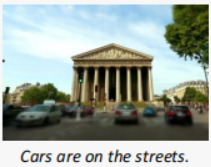 Cars are on the streets.